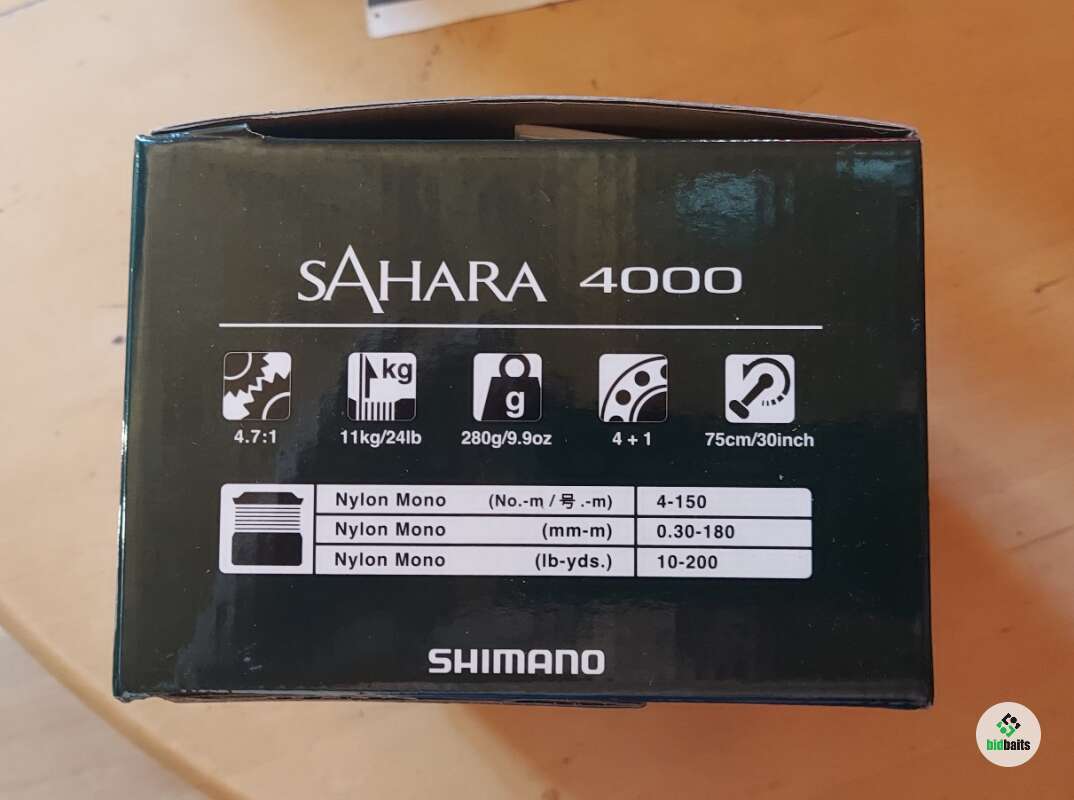 SAHARA 4000
kg
g
4.7:1
11kg/24lb
280g/9.9oz
4 + 1
75cm/30inch
Nylon Mono (No.-m / 号.-m) 4-150
Nylon Mono (mm-m) 0.30-180
Nylon Mono (lb-yds.) 10-200
SHIMANO
bidbaits